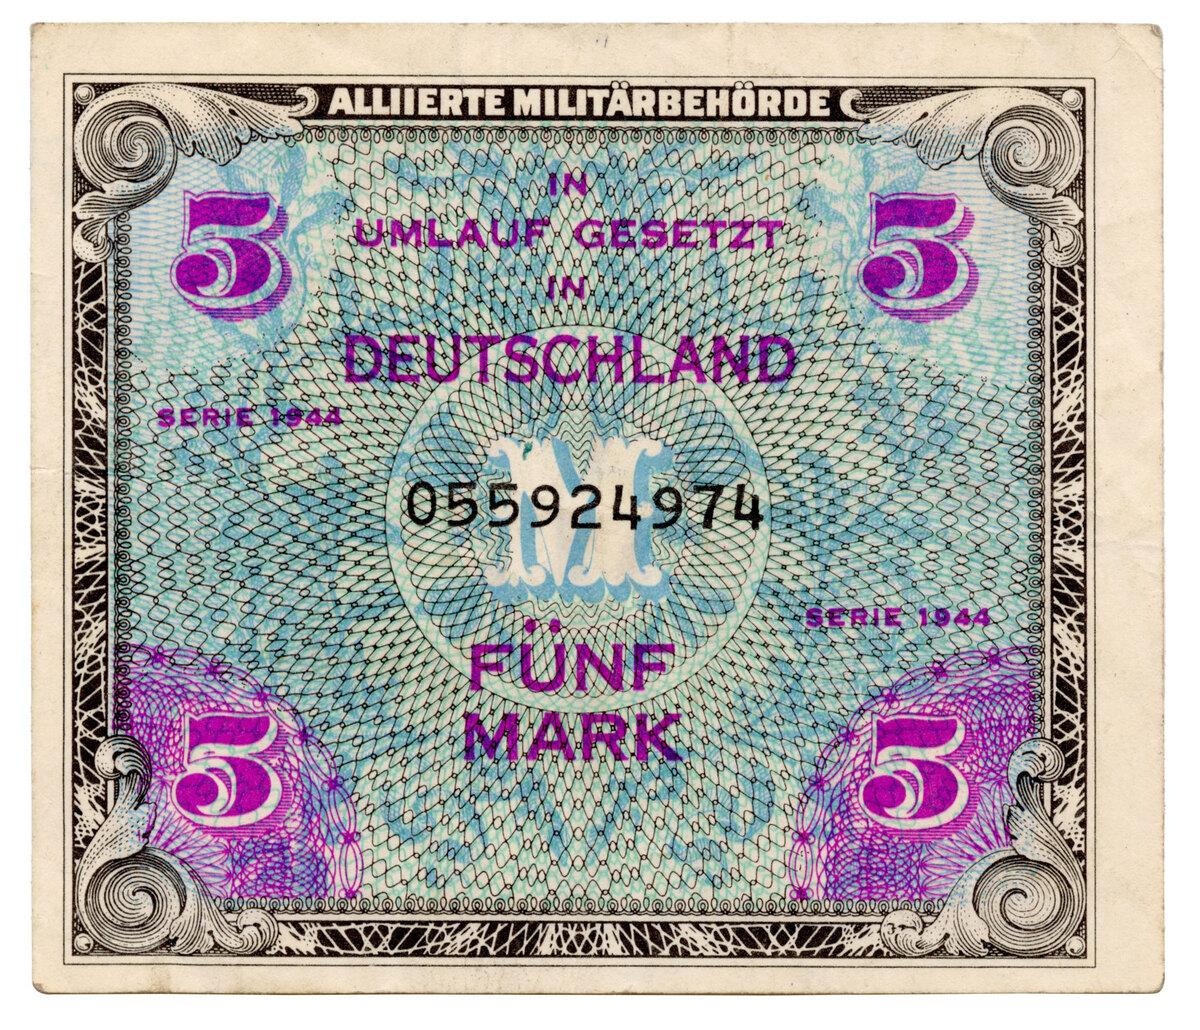 ALLIIERTE MILITÄRBEHÖRDE
IN
5 UMLAUF GESETZT 5
IN
DEUTSCHLAND
SERIE 1944
M
055924974
SERIE 1944
FÜNF
5 MARK 5